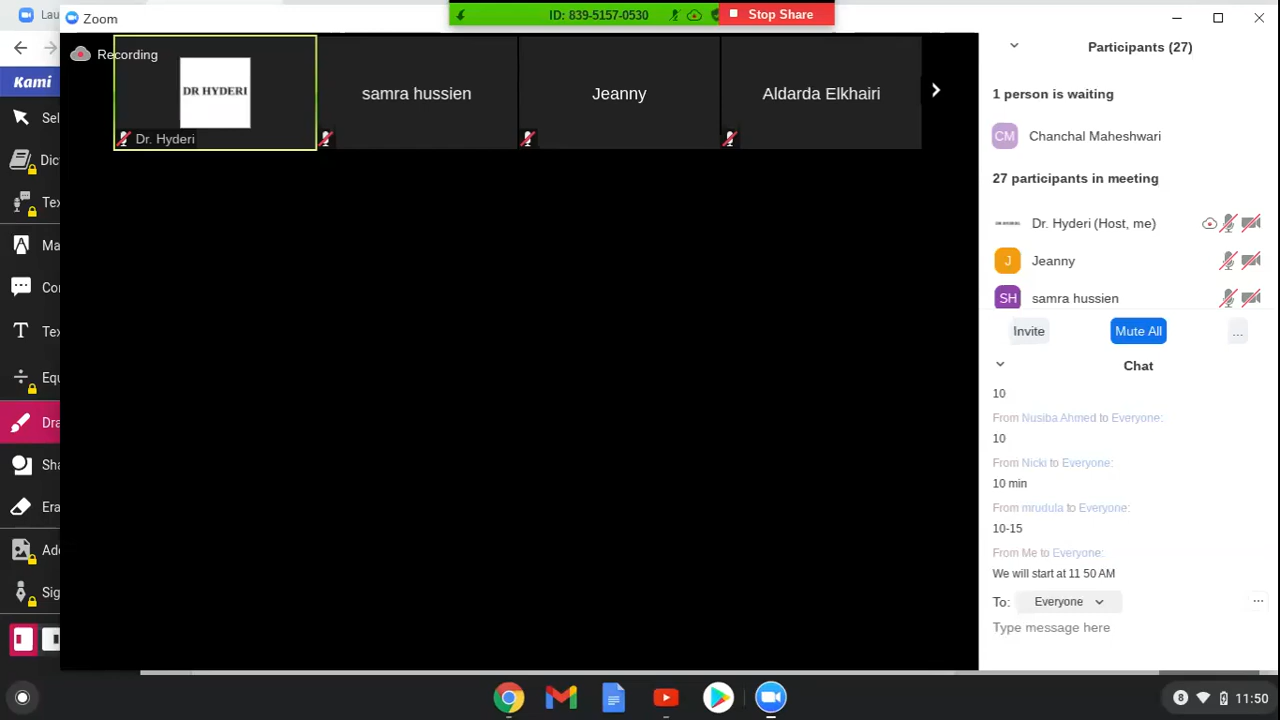 Lau
Zoom
ID: 839-5157-0530
Stop Share
Recording
Participants (27)
Kami
DR HYDERI
samra hussien
Jeanny
Aldarda Elkhairi
Dr. Hyderi
1 person is waiting
CM
Chanchal Maheshwari
27 participants in meeting
Dr. Hyderi (Host, me)
J
Jeanny
SH
samra hussien
Invite
Mute All
...
Chat
10
From Nusiba Ahmed to Everyone:
10
From Nicki to Everyone:
10 min
From mrudula to Everyone:
10-15
From Me to Everyone:
We will start at 11 50 AM
To:
Everyone
...
Type message here
Sel
Dict
Tex
Ma
Co
T
Tex
Equ
Dra
Sha
Era
Add
Sig
8
11:50